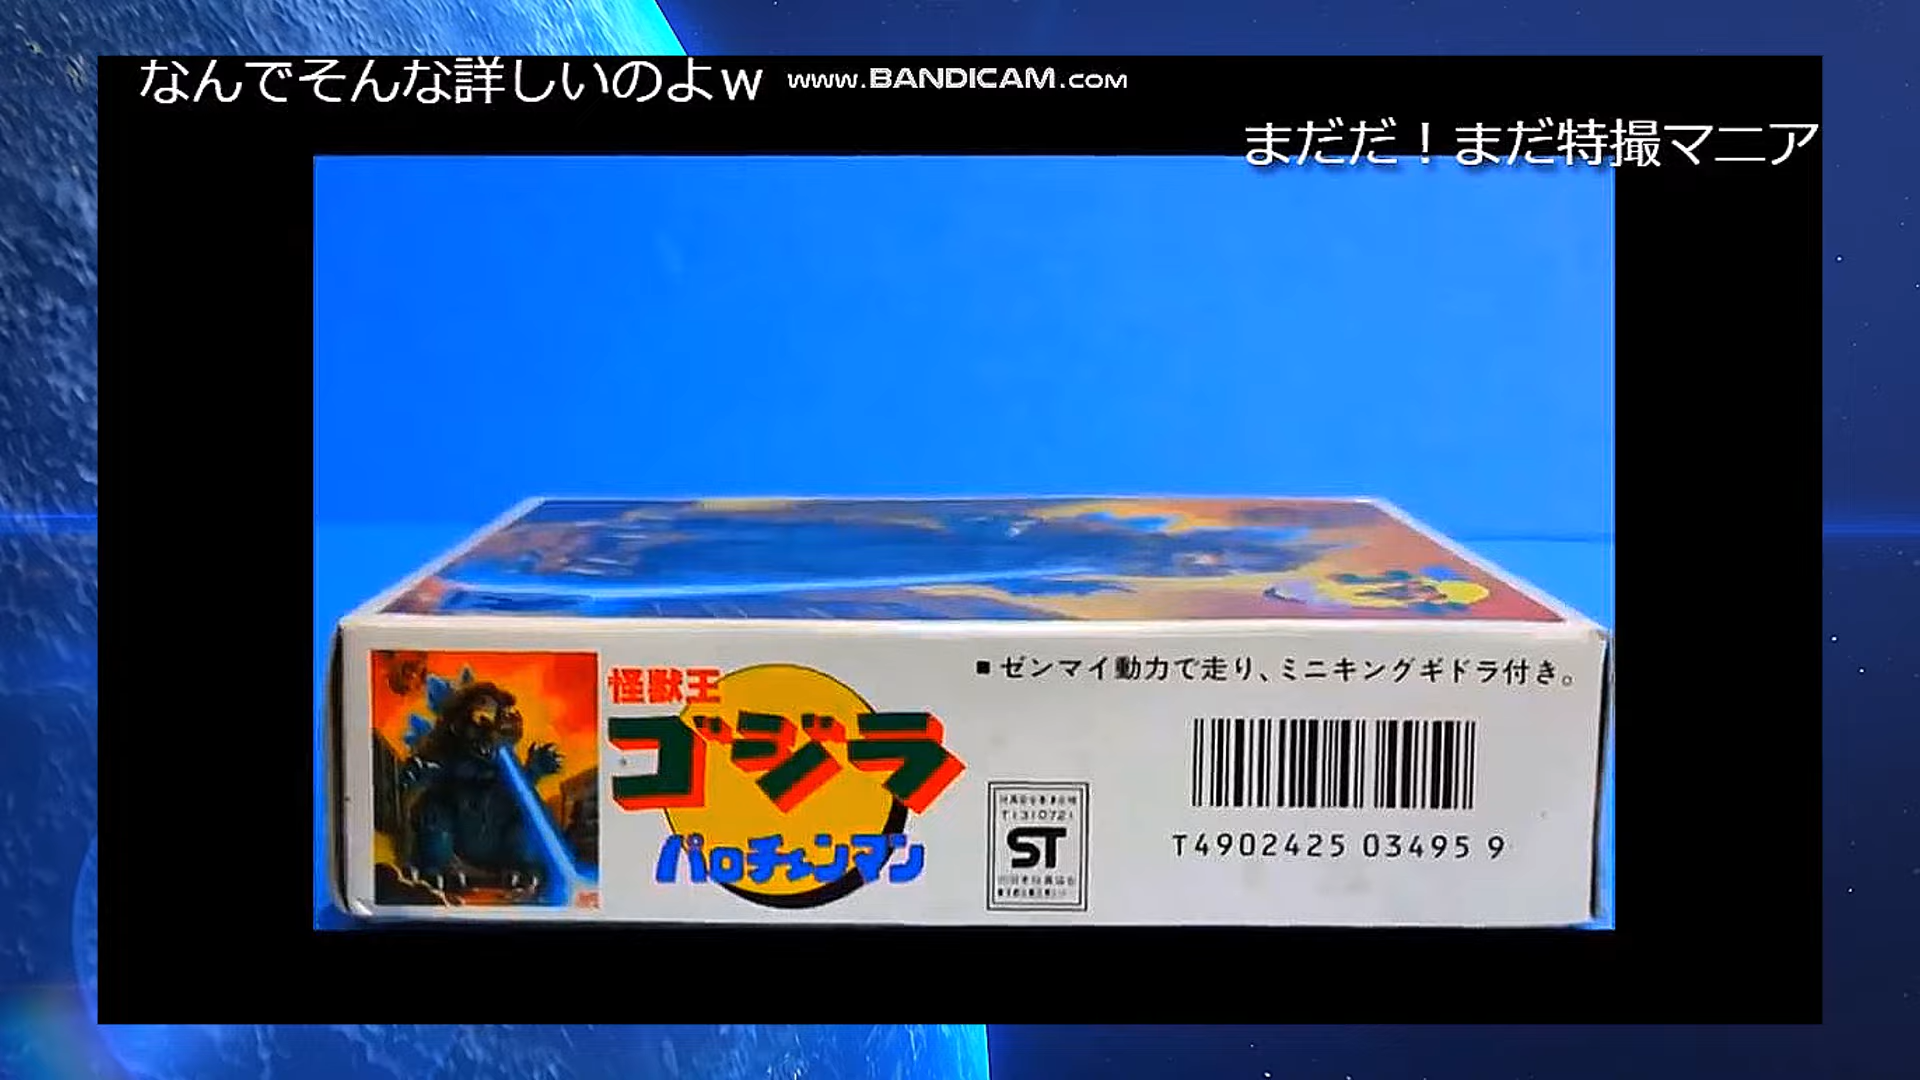 なんでそんな詳しいのよw
www.BANDICAM.com
まだだ！まだ特撮マニア
■ゼンマイ動力で走り、ミニキングギドラ付き。
怪獣王
ゴジラ
パロチェンマン
T1310721
ST
T4902425 03495 9